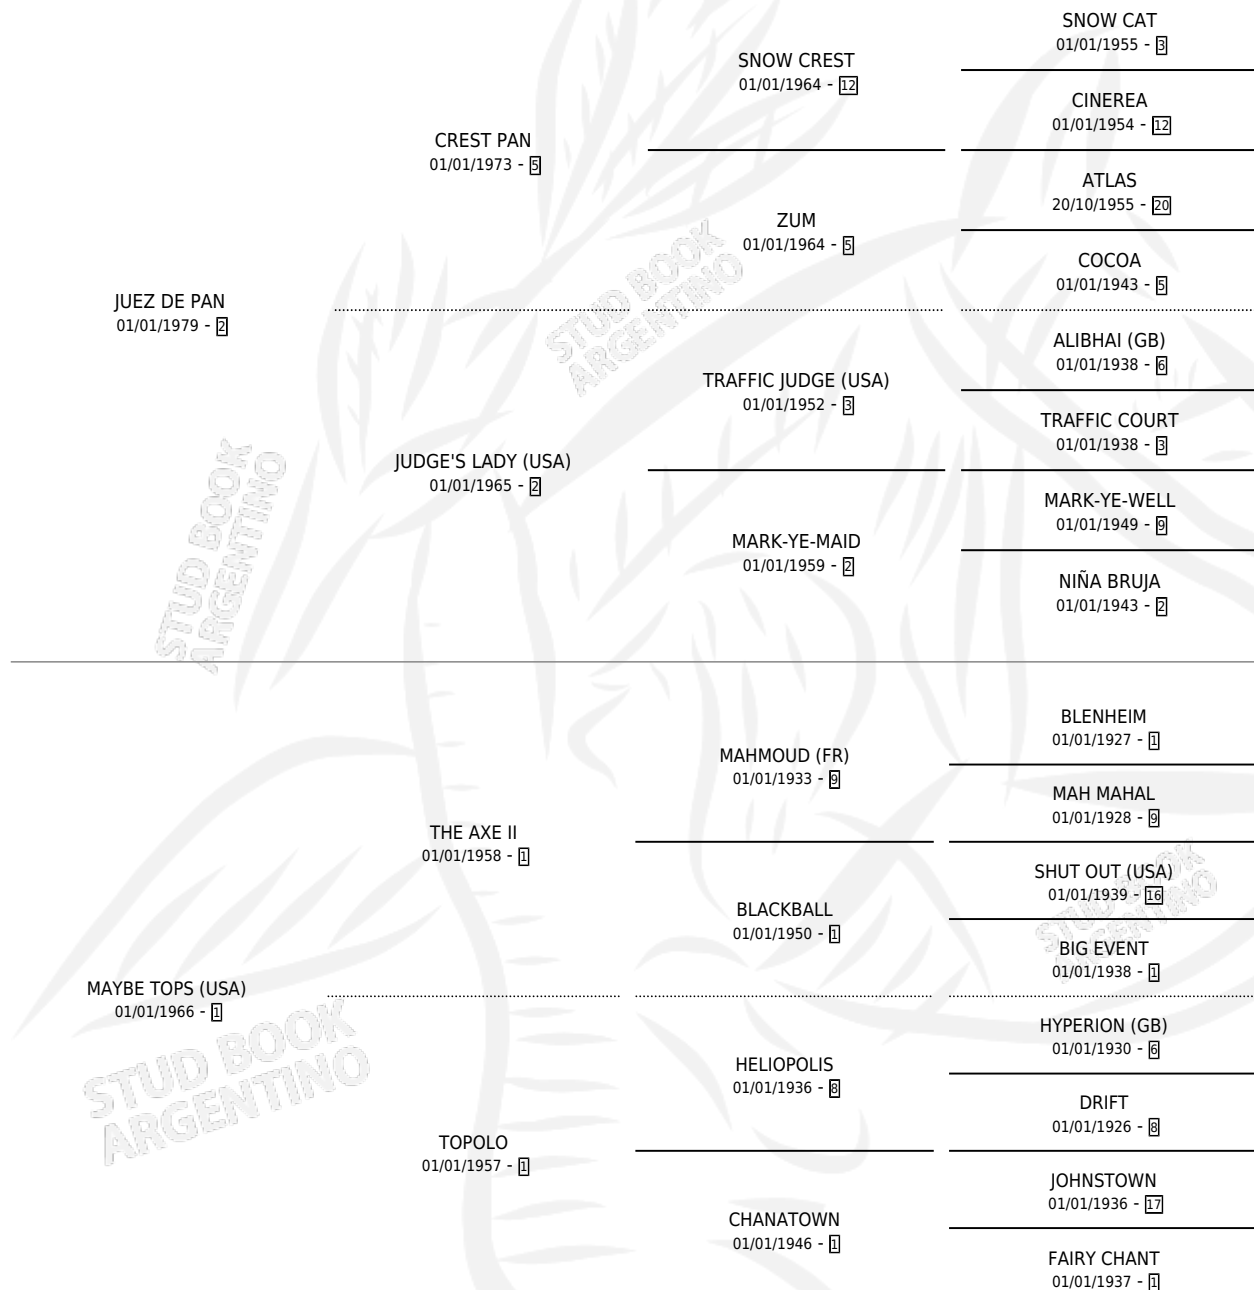 SNOW CAT
01/01/1955 - 3
SNOW CREST
01/01/1964 - 12
CINEREA
01/01/1954 - 12
CREST PAN
01/01/1973 - 5
ATLAS
20/10/1955 - 20
ZUM
01/01/1964 - 5
COCOA
01/01/1943 - 5
JUEZ DE PAN
01/01/1979 - 2
ALIBHAI (GB)
01/01/1938 - 6
TRAFFIC JUDGE (USA)
01/01/1952 - 3
TRAFFIC COURT
01/01/1938 - 3
JUDGE'S LADY (USA)
01/01/1965 - 2
MARK-YE-WELL
01/01/1949 - 9
MARK-YE-MAID
01/01/1959 - 2
NIÑA BRUJA
01/01/1943 - 2
BLENHEIM
01/01/1927 - 1
MAHMOUD (FR)
01/01/1933 - 9
MAH MAHAL
01/01/1928 - 9
THE AXE II
01/01/1958 - 1
SHUT OUT (USA)
01/01/1939 - 16
BLACKBALL
01/01/1950 - 1
BIG EVENT
01/01/1938 - 1
MAYBE TOPS (USA)
01/01/1966 - 1
HYPERION (GB)
01/01/1930 - 6
HELIOPOLIS
01/01/1936 - 8
DRIFT
01/01/1926 - 8
TOPOLO
01/01/1957 - 1
JOHNSTOWN
01/01/1936 - 17
CHANATOWN
01/01/1946 - 1
FAIRY CHANT
01/01/1937 - 1
STUD BOOK
ARGENTINO
STUD BOOK
ARGENTINO
STUD BOOK
ARGENTINO
STUD BOOK
ARGENTINO